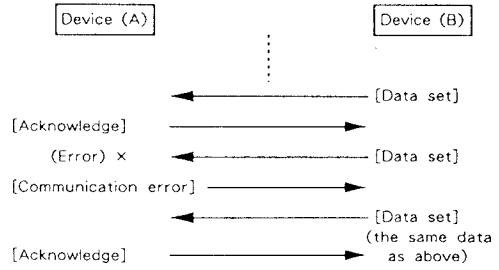 Device (A)
Device (B)
[Data set]
[Acknowledge]
(Error) ×
[Data set]
[Communication error]
[Data set]
(the same data
as above)
[Acknowledge]